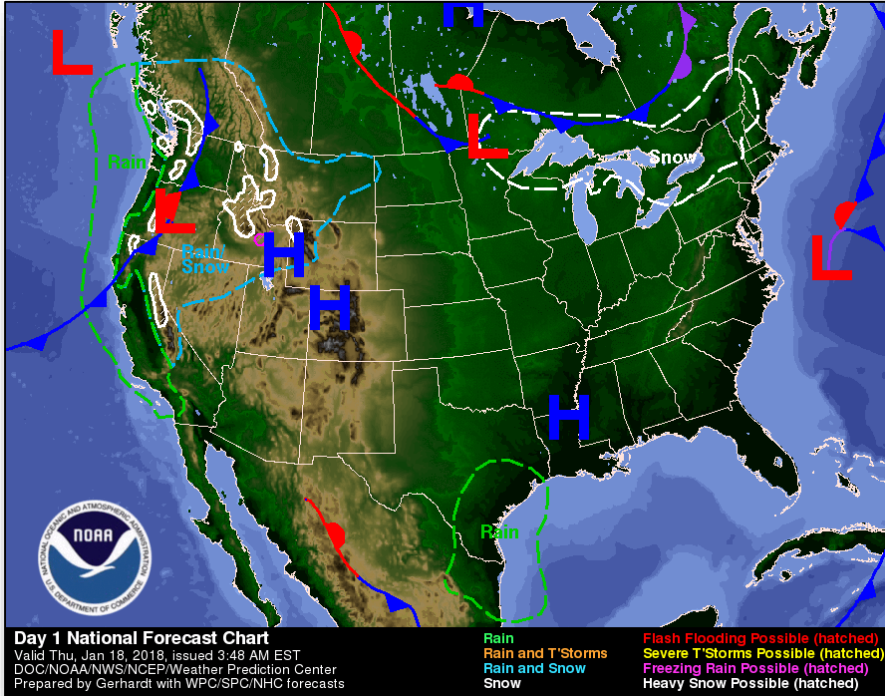 H
L
Rain
Snow
L
L
Rain/
Snow
H
L
H
H
Rain
NATIONAL OCEANIC AND ATMOSPHERIC ADMINISTRATION
NOAA
U.S. DEPARTMENT OF COMMERCE
Day 1 National Forecast Chart
Valid Thu, Jan 18, 2018, issued 3:48 AM EST
DOC/NOAA/NWS/NCEP/Weather Prediction Center
Prepared by Gerhardt with WPC/SPC/NHC forecasts
Rain
Rain and T'Storms
Rain and Snow
Snow
Flash Flooding Possible (hatched)
Severe T'Storms Possible (hatched)
Freezing Rain Possible (hatched)
Heavy Snow Possible (hatched)